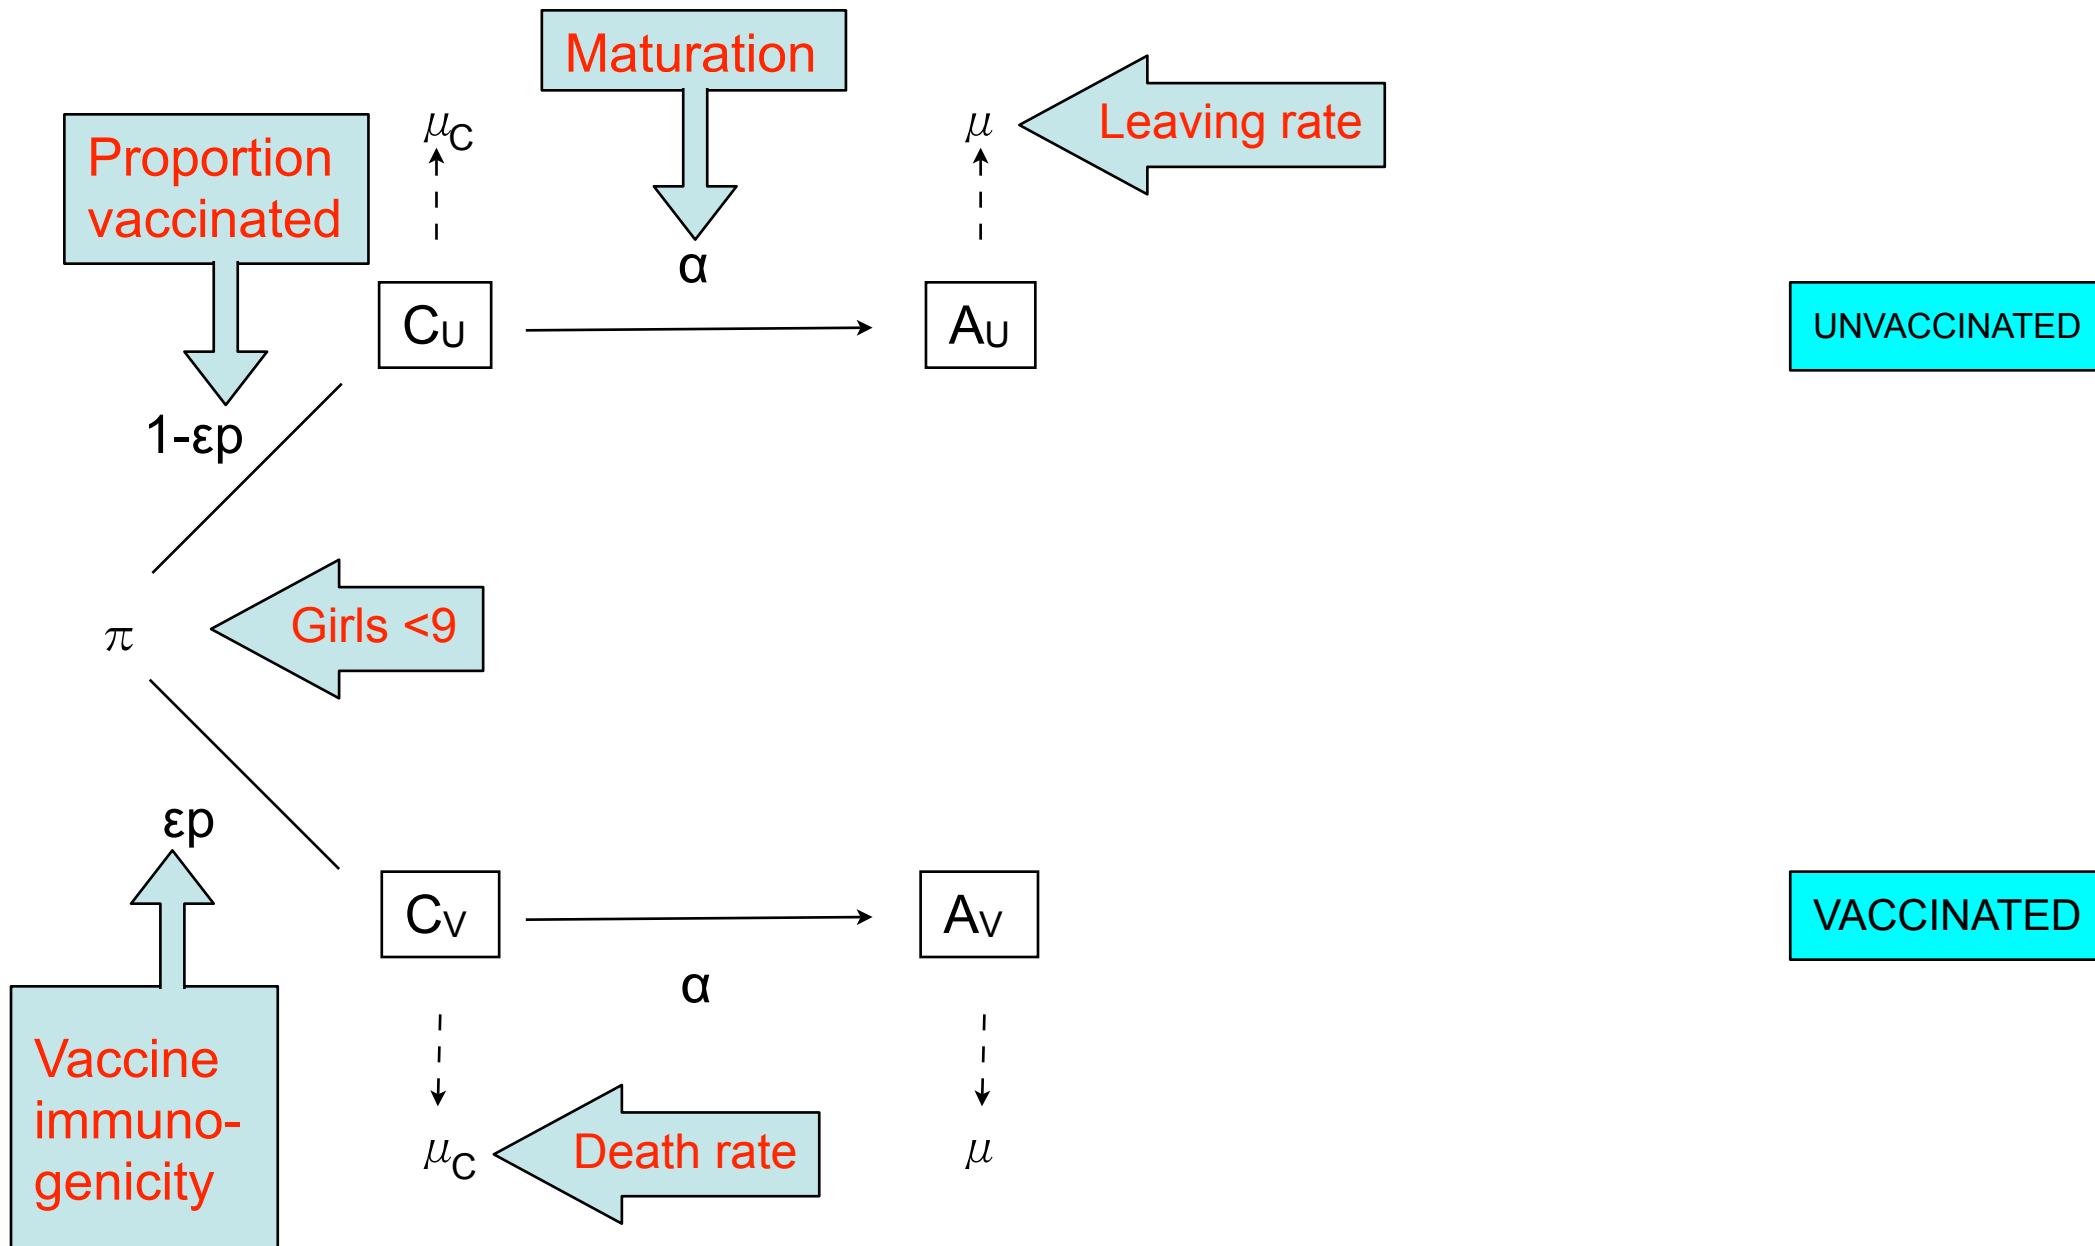 Maturation
μC
μ
Leaving rate
Proportion
vaccinated
α
CU
AU
UNVACCINATED
1-εp
π
Girls <9
εp
CV
AV
VACCINATED
α
Vaccine
immuno-
genicity
μC
Death rate
μ